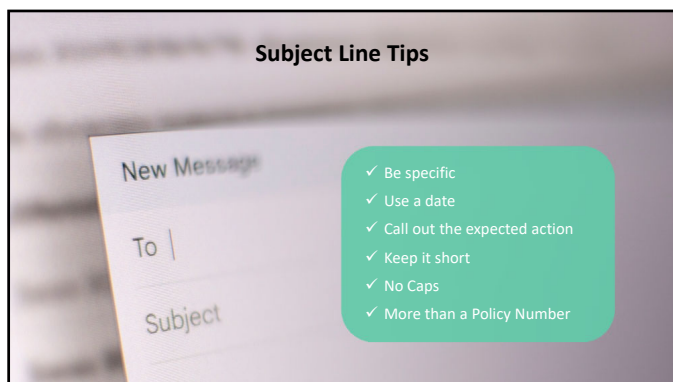 Subject Line Tips
New Message
To
Subject
✓ Be specific
✓ Use a date
✓ Call out the expected action
✓ Keep it short
✓ No Caps
✓ More than a Policy Number